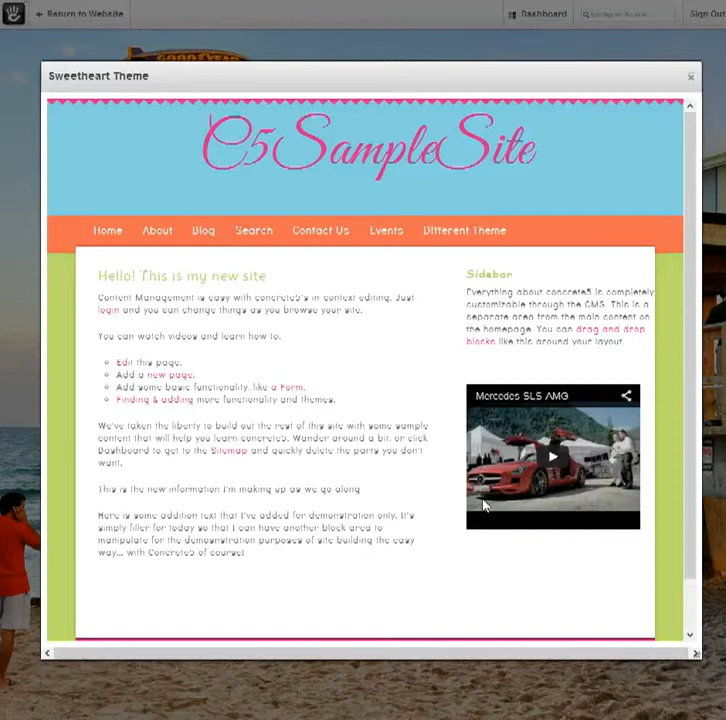 Return to Website
Dashboard
Sign Out
GOODYEAR
Sweetheart Theme
C5SampleSite
Home About Blog Search Contact Us Events Different Theme
Hello! This is my new site
Content Management is easy with concrete5's in context editing. Just
login and you can change things as you browse your site.
You can watch videos and learn how to:
Edit this page.
Add a new page.
Add some basic functionality, like a Form.
Finding & adding more functionality and themes.
We've taken the liberty to build out the rest of this site with some sample
content that will help you learn concrete5. Wander around a bit, or click
Dashboard to get to the Sitemap and quickly delete the parts you don't
want.
This is the new information I'm making up as we go along
Here is some addition text that I've added for demonstration only. It's
simply filler for today so that I can have another block area to
manipulate for the demonstration purposes of site building the easy
way... with Concrete5 of course!
Sidebar
Everything about concrete5 is completely
customizable through the CMS. This is a
separate area from the main content on
the homepage. You can drag and drop
blocks like this around your layout.
Mercedes SLS AMG